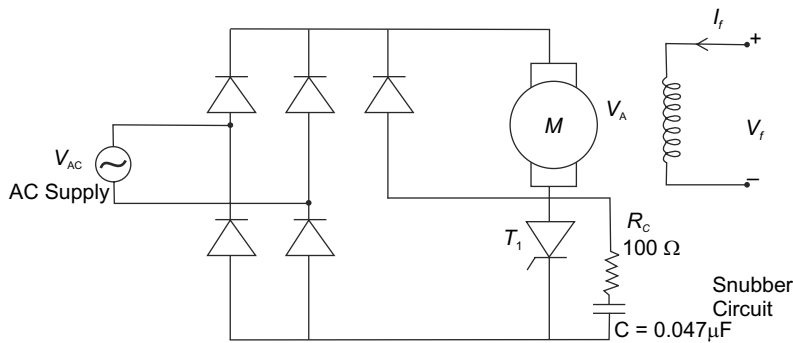 I_f
+
V_A
M
V_f
V_AC
AC Supply
–
R_C
T_1
100 Ω
Snubber
Circuit
C = 0.047μF